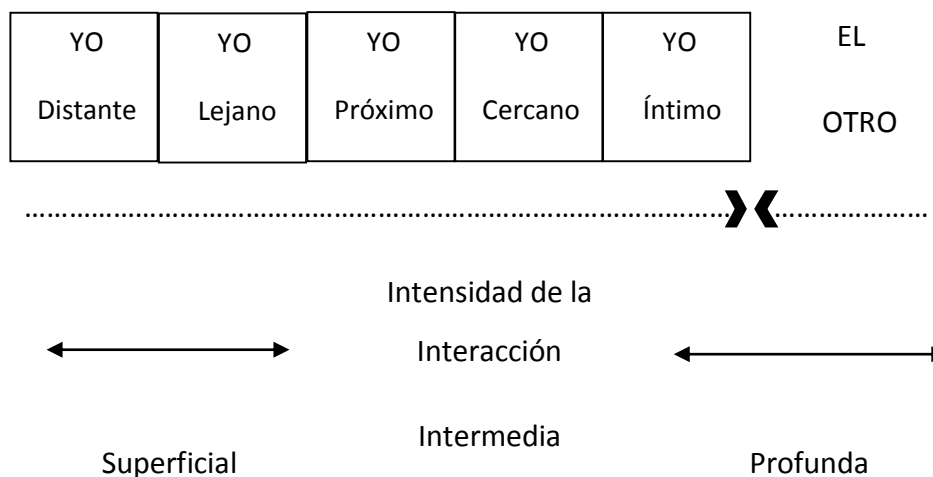 YO YO YO YO YO EL
Distante Lejano Próximo Cercano Íntimo OTRO
Intensidad de la
Interacción
Intermedia
Superficial Profunda